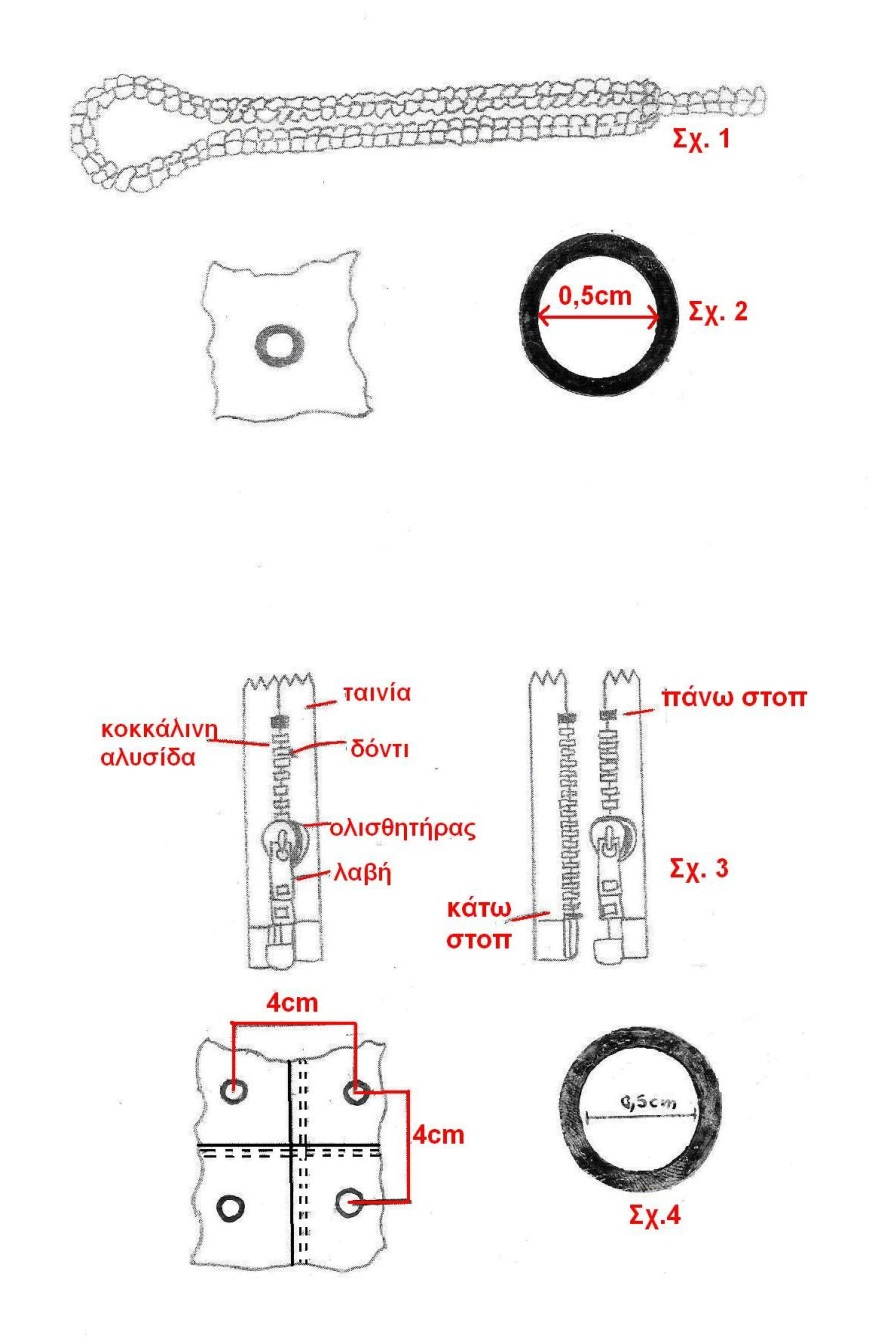 Σχ. 1
0,5cm
Σχ. 2
ταινία
κοκκάλινη
αλυσίδα
δόντι
ολισθητήρας
λαβή
πάνω στοπ
κάτω
στοπ
Σχ. 3
4cm
4cm
0,5cm
Σχ.4